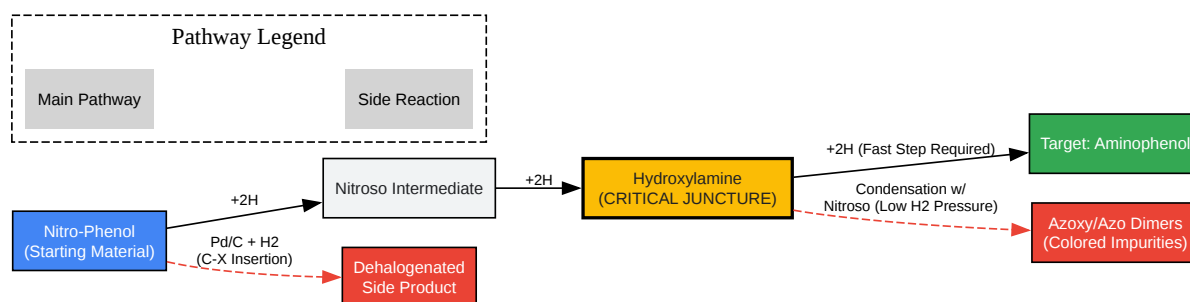 Pathway Legend
Main Pathway
Side Reaction
Nitro-Phenol
(Starting Material)
+2H
Nitroso Intermediate
Pd/C + H2
(C-X Insertion)
Dehalogenated
Side Product
+2H
Hydroxylamine
(CRITICAL JUNCTURE)
+2H (Fast Step Required)
Target: Aminophenol
Condensation w/
Nitroso (Low H2 Pressure)
Azoxy/Azo Dimers
(Colored Impurities)